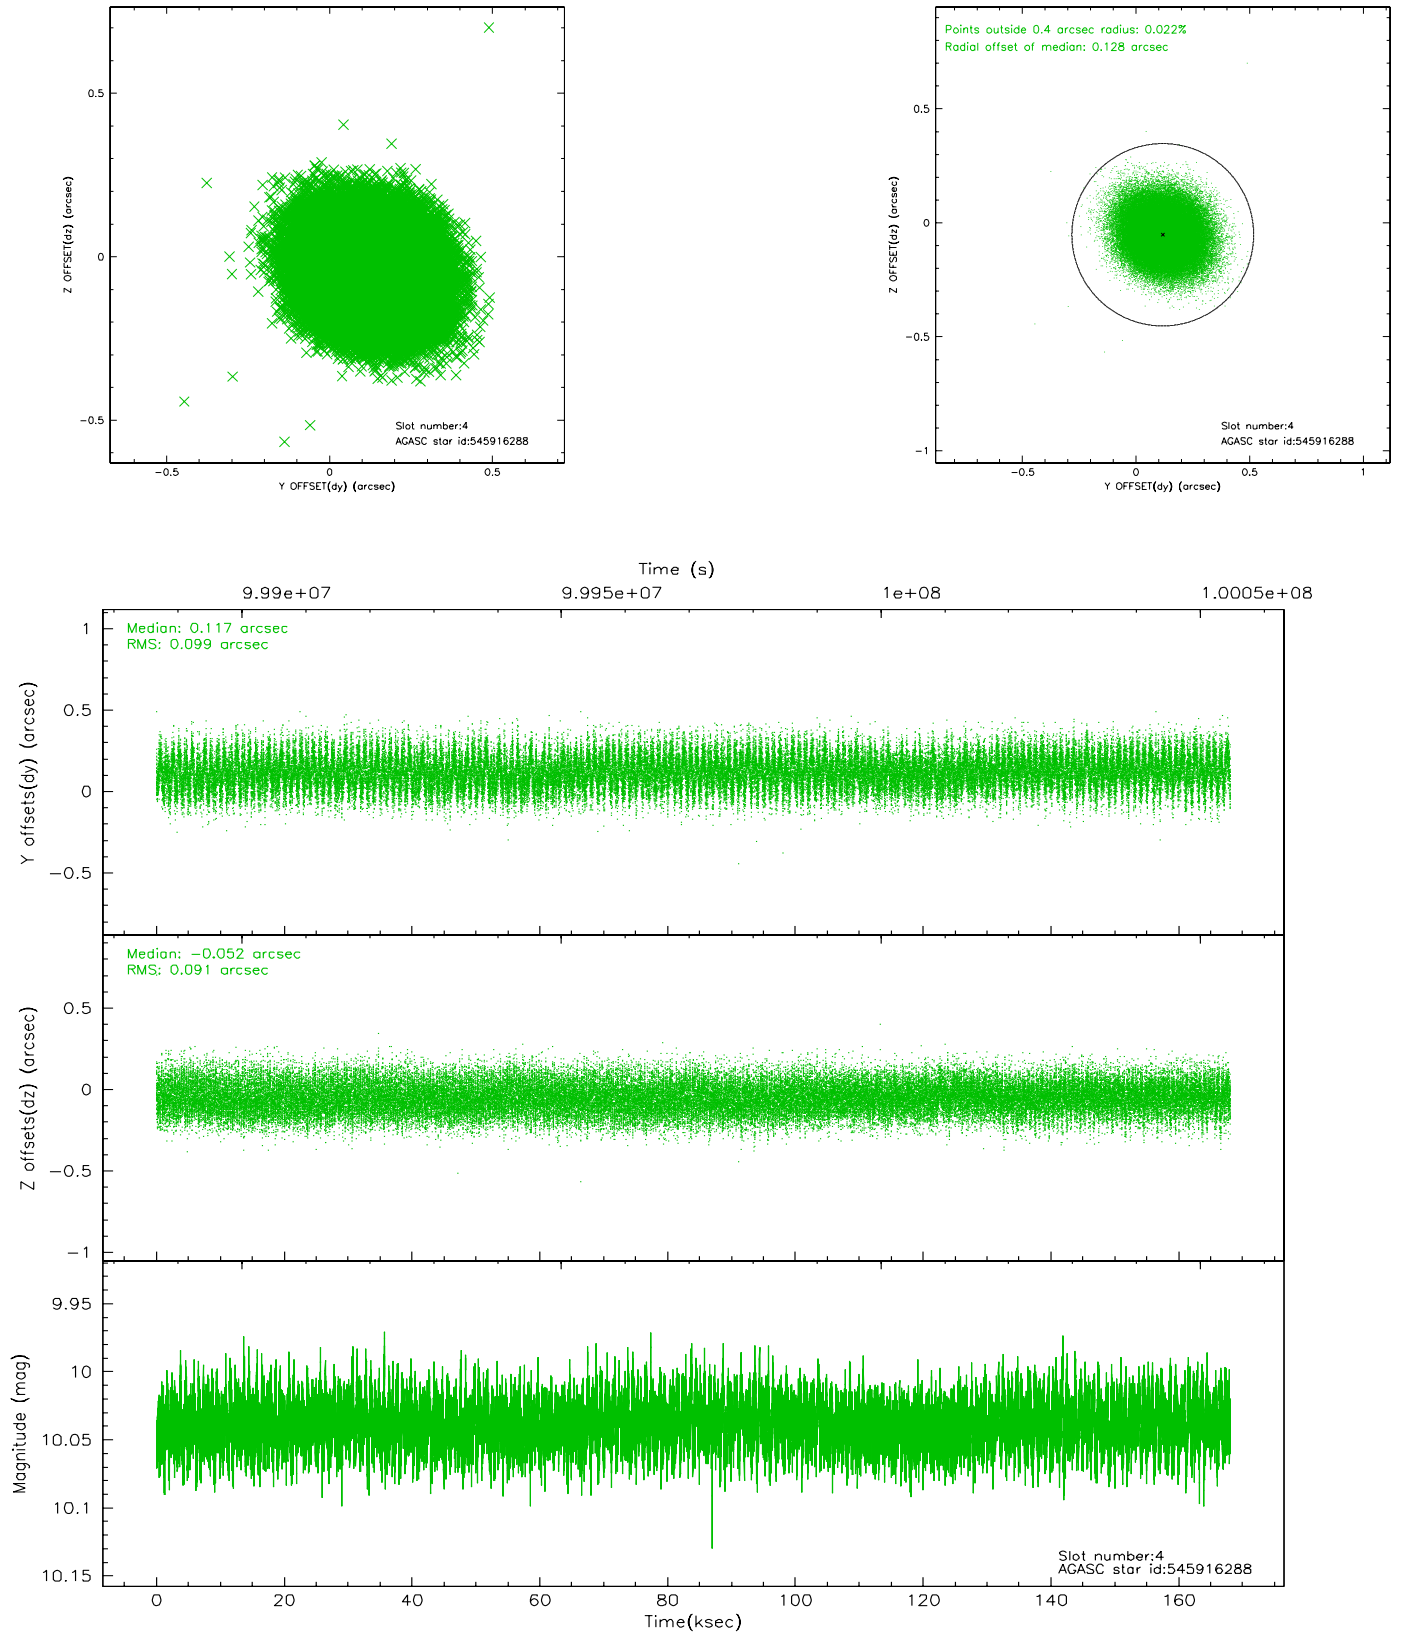 0.5
0
−0.5
Z OFFSET(dz) (arcsec)
Slot number:4
AGASC star id:545916288
−0.5 0 0.5
Y OFFSET(dy) (arcsec)
Points outside 0.4 arcsec radius: 0.022%
Radial offset of median: 0.128 arcsec
0.5
0
−0.5
−1
Z OFFSET(dz) (arcsec)
Slot number:4
AGASC star id:545916288
−0.5 0 0.5 1
Y OFFSET(dy) (arcsec)
Time (s)
9.99e+07 9.995e+07 1e+08 1.0005e+08
Median: 0.117 arcsec
RMS: 0.099 arcsec
1
0.5
0
−0.5
Y offsets(dy) (arcsec)
Median: −0.052 arcsec
RMS: 0.091 arcsec
0.5
0
−0.5
−1
Z offsets(dz) (arcsec)
9.95
10
10.05
10.1
10.15
Magnitude (mag)
Slot number:4
AGASC star id:545916288
0 20 40 60 80 100 120 140 160
Time(ksec)